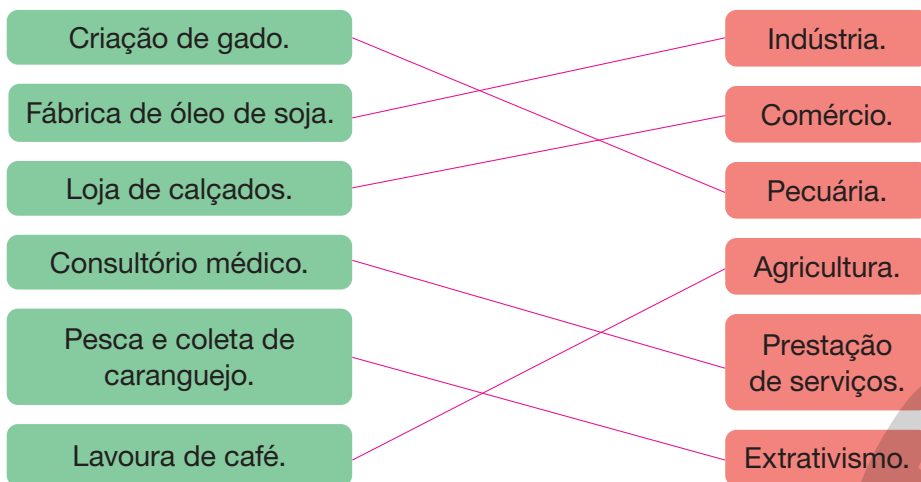 Criação de gado.
Fábrica de óleo de soja.
Loja de calçados.
Consultório médico.
Pesca e coleta de
caranguejo.
Lavoura de café.
Indústria.
Comércio.
Pecuária.
Agricultura.
Prestação
de serviços.
Extrativismo.